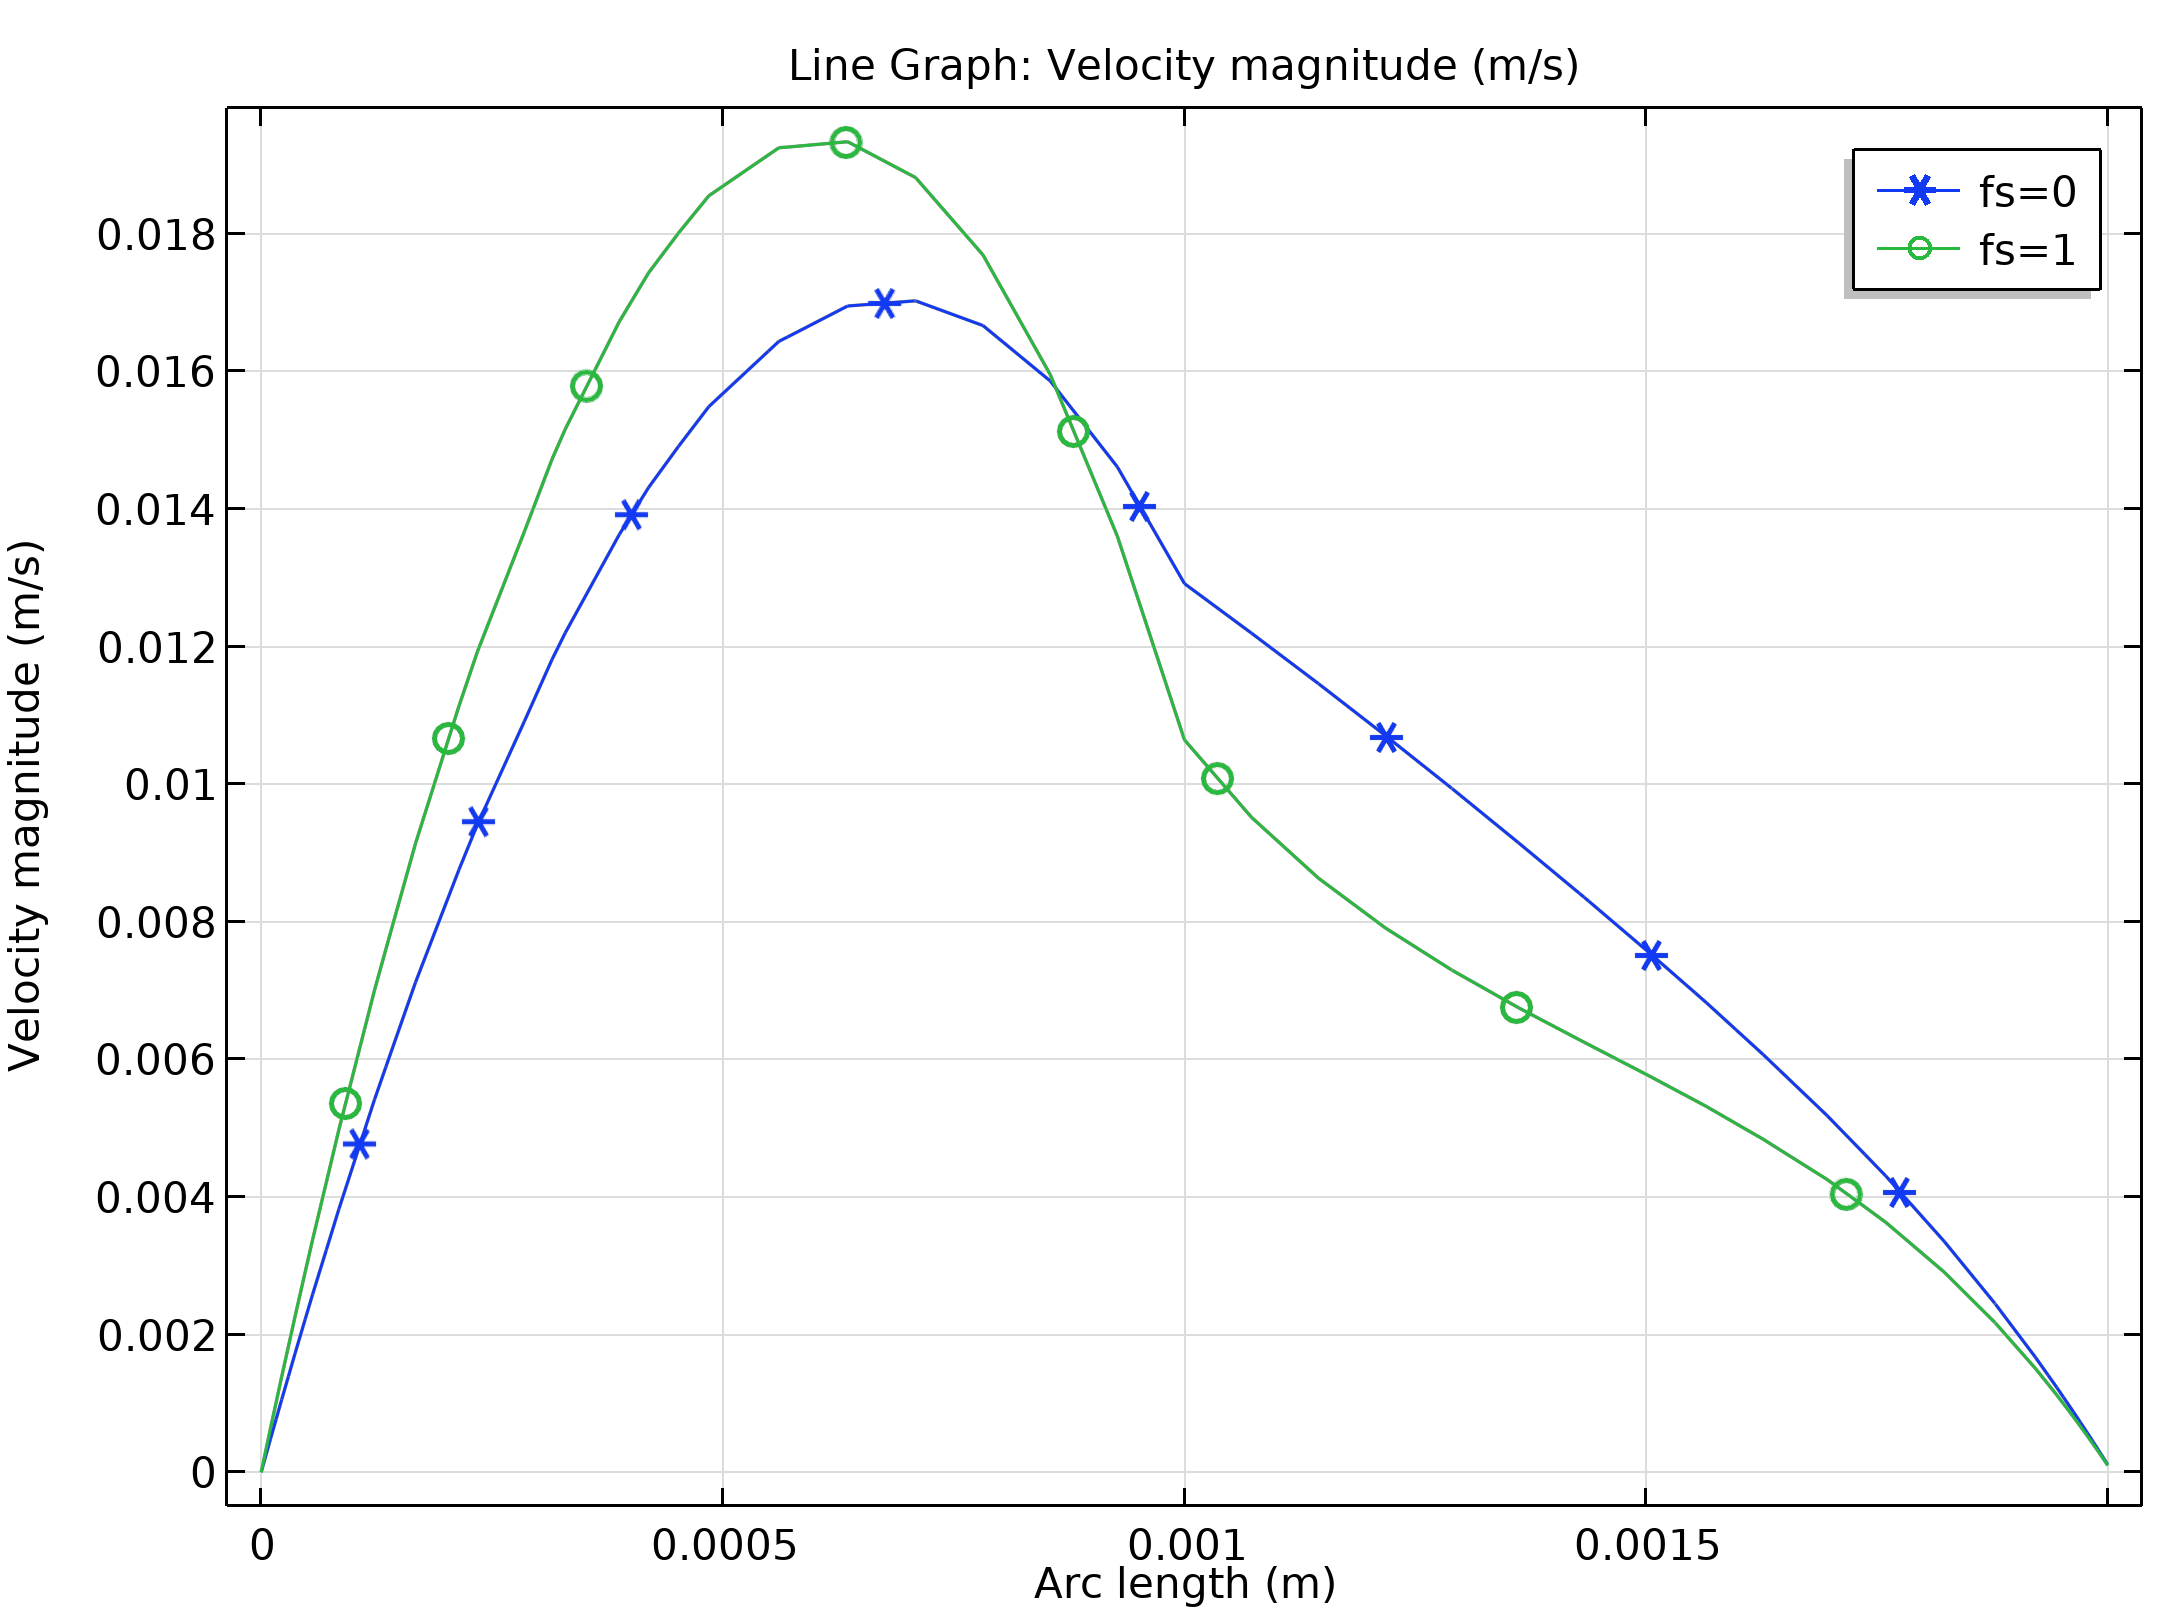 Line Graph: Velocity magnitude (m/s)
fs=0
fs=1
Velocity magnitude (m/s)
0.018
0.016
0.014
0.012
0.01
0.008
0.006
0.004
0.002
0
0 0.0005 0.001 0.0015
Arc length (m)